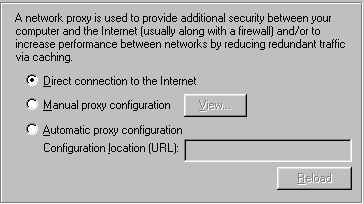 A network proxy is used to provide additional security between your
computer and the Internet (usually along with a firewall) and/or to
increase performance between networks by reducing redundant traffic
via caching.
Direct connection to the Internet
Manual proxy configuration
View...
Automatic proxy configuration
Configuration location (URL):
Reload